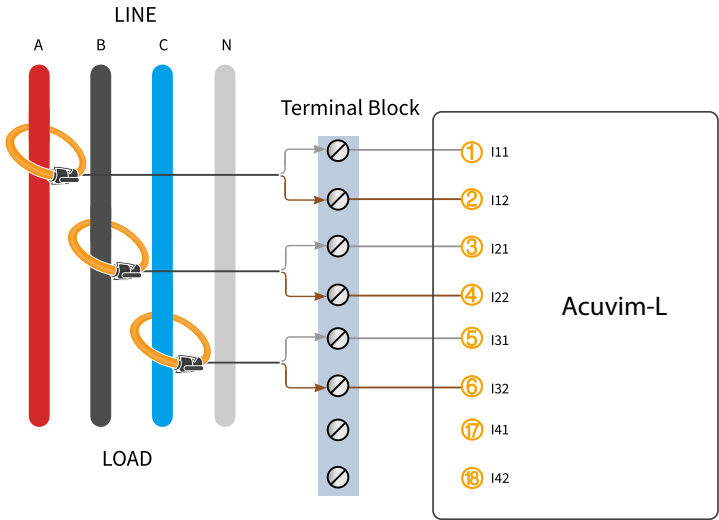 LINE
A B C N
Terminal Block
① I11
② I12
③ I21
④ I22
Acuvim-L
⑤ I31
⑥ I32
⑰ I41
LOAD
⑱ I42